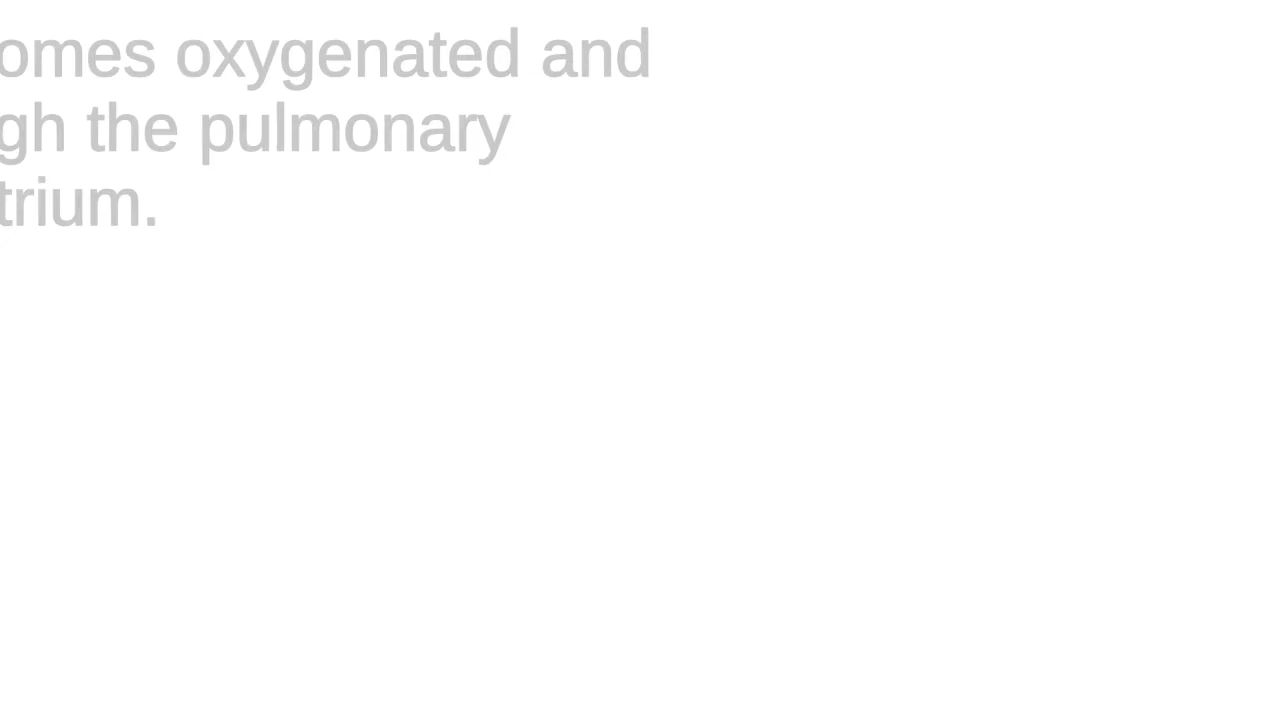 omes oxygenated and
gh the pulmonary
trium.